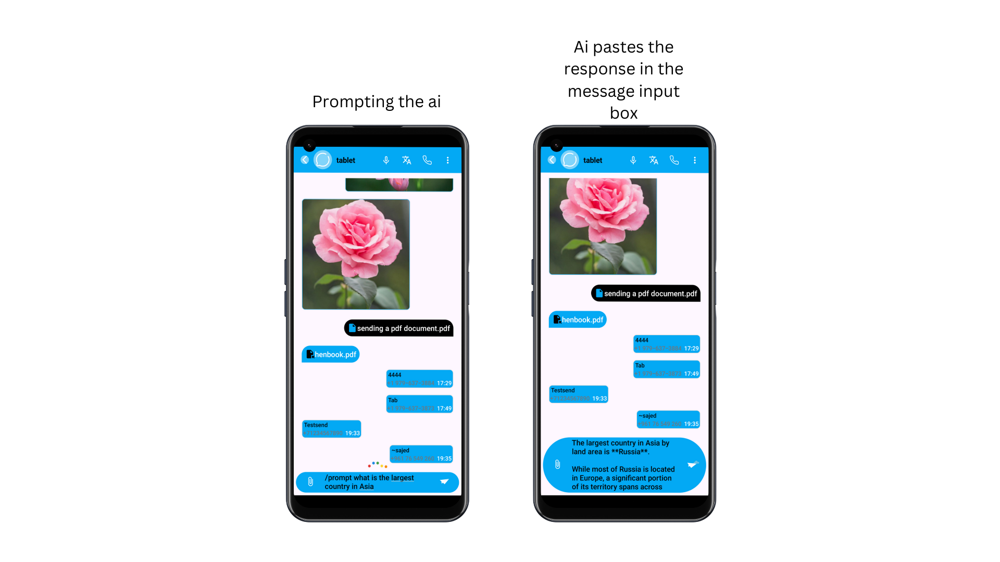 Prompting the ai
tablet
sending a pdf document.pdf
henbook.pdf
4444
+1 979-637-3884 17:29
Tab
+1 979-637-3873 17:49
Testsend
+71234567890 19:33
~sajed
+961 76 549 260 19:35
/prompt what is the largest
country in Asia
Ai pastes the
response in the
message input
box
tablet
sending a pdf document.pdf
henbook.pdf
4444
+1 979-637-3884 17:29
Tab
+1 979-637-3873 17:49
Testsend
+71234567890 19:33
~sajed
+961 76 549 260 19:35
The largest country in Asia by
land area is **Russia**.
While most of Russia is located
in Europe, a significant portion
of its territory spans across